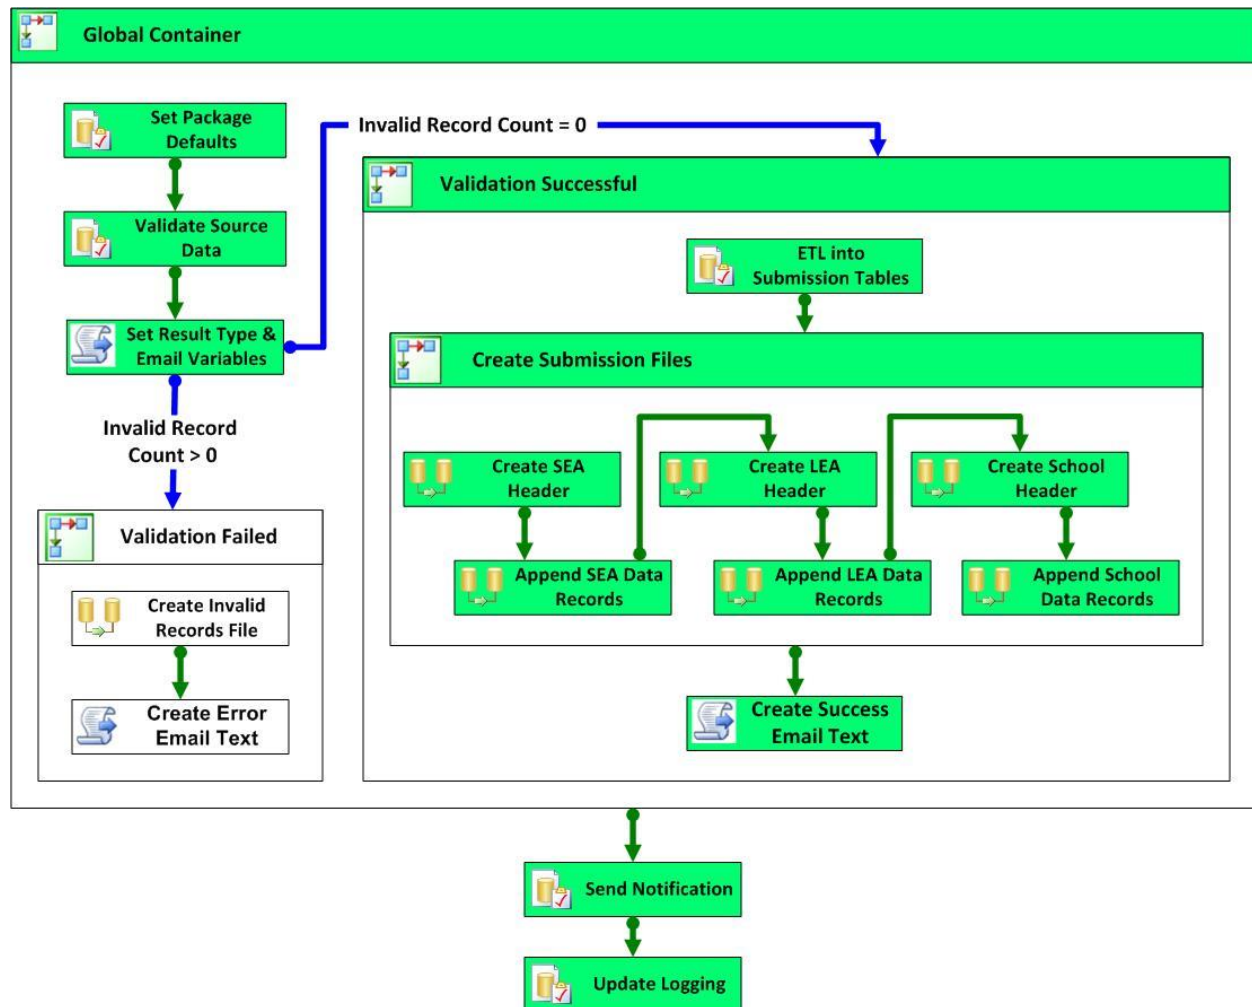 Global Container
Set Package
Defaults
Invalid Record Count = 0
Validation Successful
Validate Source
Data
ETL into
Submission Tables
Set Result Type &
Email Variables
Create Submission Files
Invalid Record
Count > 0
Create SEA
Header
Create LEA
Header
Create School
Header
Validation Failed
Append SEA Data
Records
Append LEA Data
Records
Append School
Data Records
Create Invalid
Records File
Create Error
Email Text
Create Success
Email Text
Send Notification
Update Logging